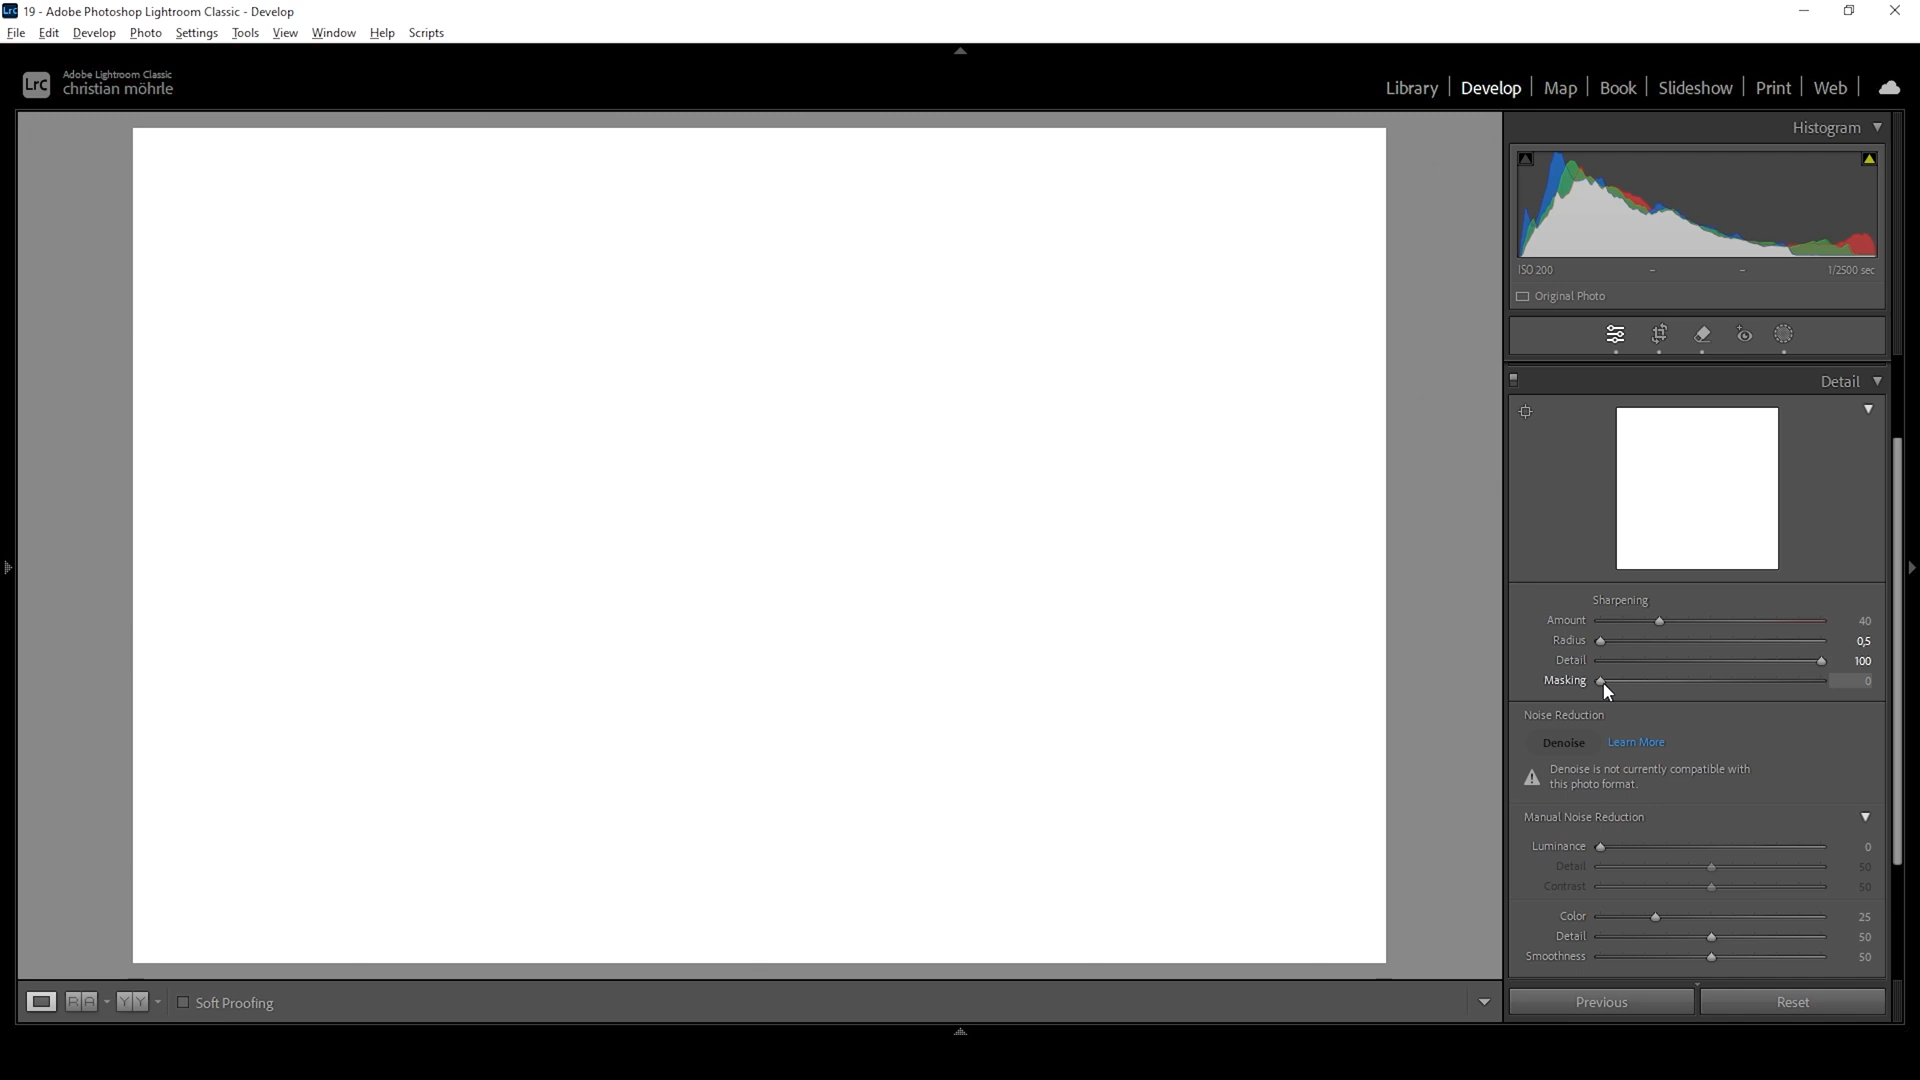 Lrc 19 - Adobe Photoshop Lightroom Classic - Develop
File Edit Develop Photo Settings Tools View Window Help Scripts
LrC Adobe Lightroom Classic
christian möhrle
Library Develop Map Book Slideshow Print Web
Histogram
ISO 200 – – 1/2500 sec
Original Photo
Detail
Sharpening
Amount 40
Radius 0,5
Detail 100
Masking 0
Noise Reduction
Denoise Learn More
Denoise is not currently compatible with
this photo format.
Manual Noise Reduction
Luminance 0
Detail 50
Contrast 50
Color 25
Detail 50
Smoothness 50
R A Y Y Soft Proofing
Previous Reset